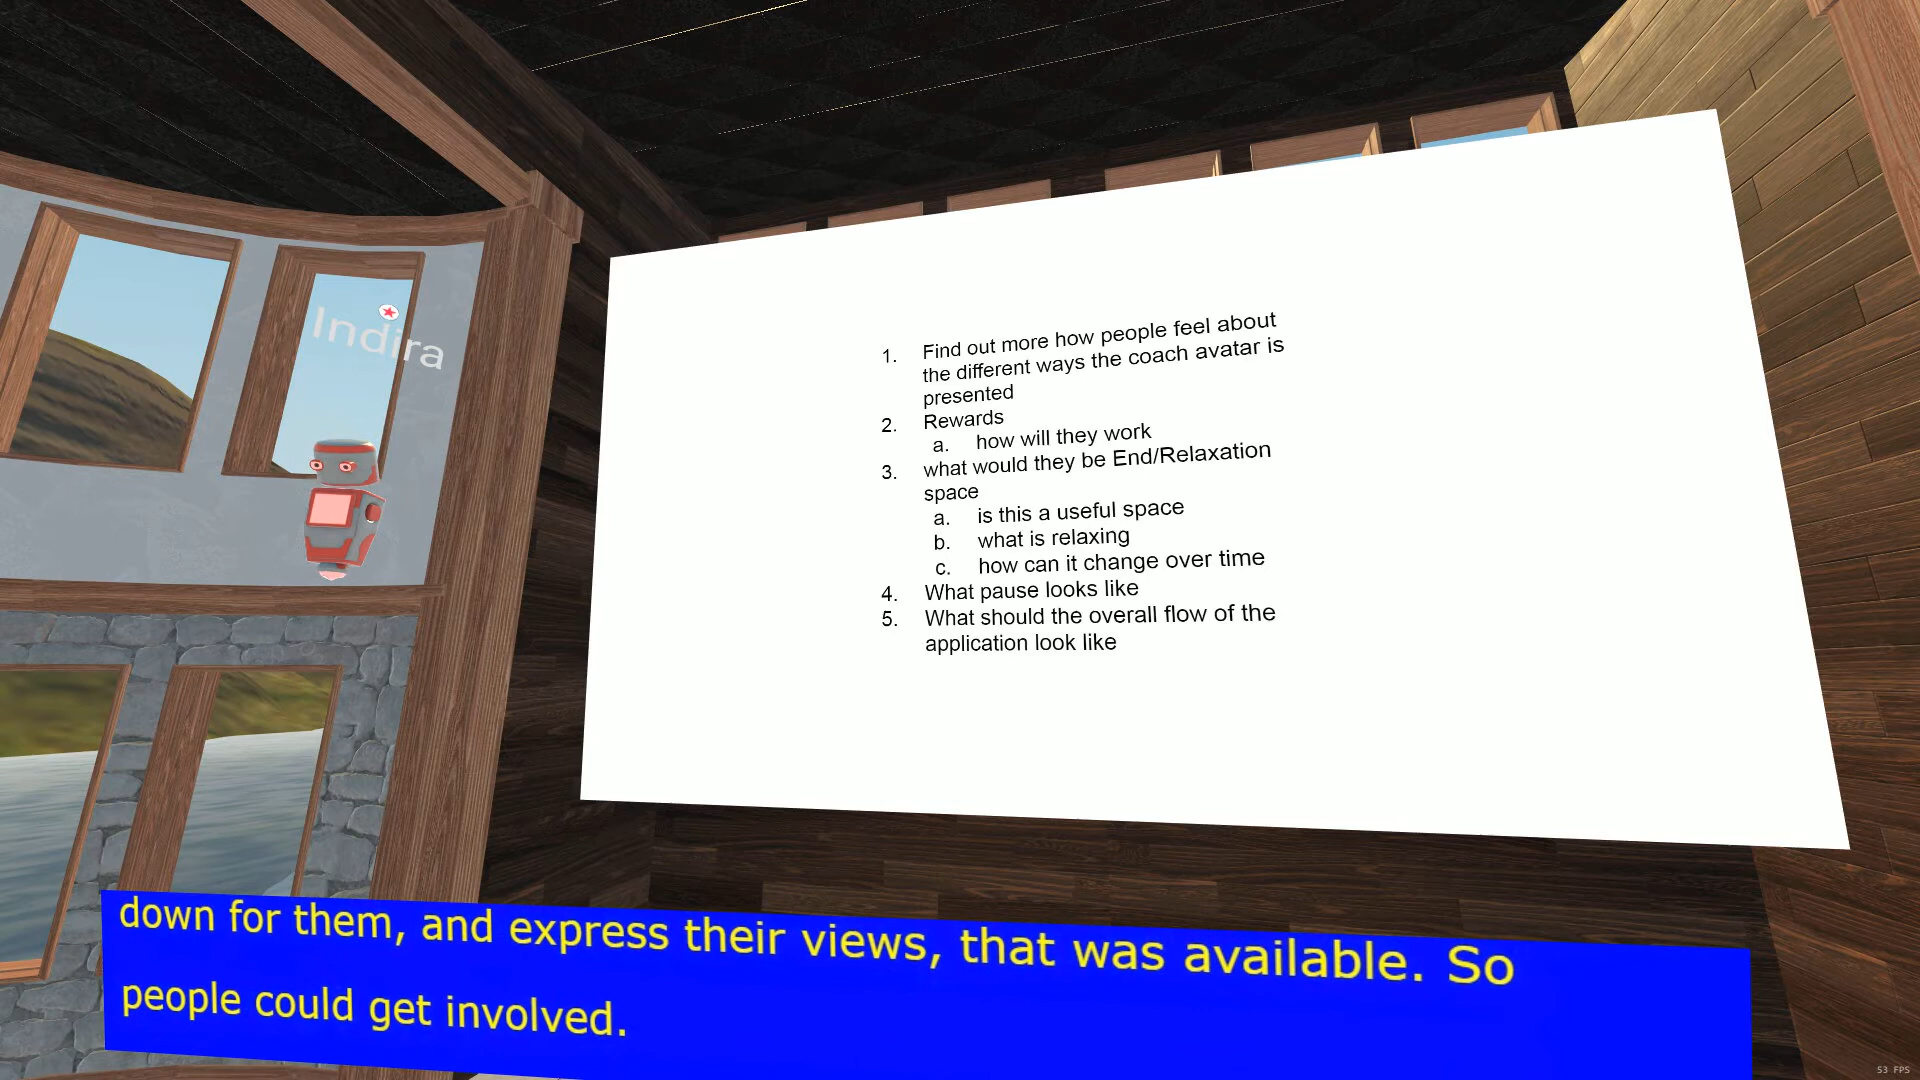 Indira
1. Find out more how people feel about
the different ways the coach avatar is
presented
2. Rewards
a. how will they work
3. what would they be End/Relaxation
space
a. is this a useful space
b. what is relaxing
c. how can it change over time
4. What pause looks like
5. What should the overall flow of the
application look like
down for them, and express their views, that was available. So
people could get involved.
53 FPS